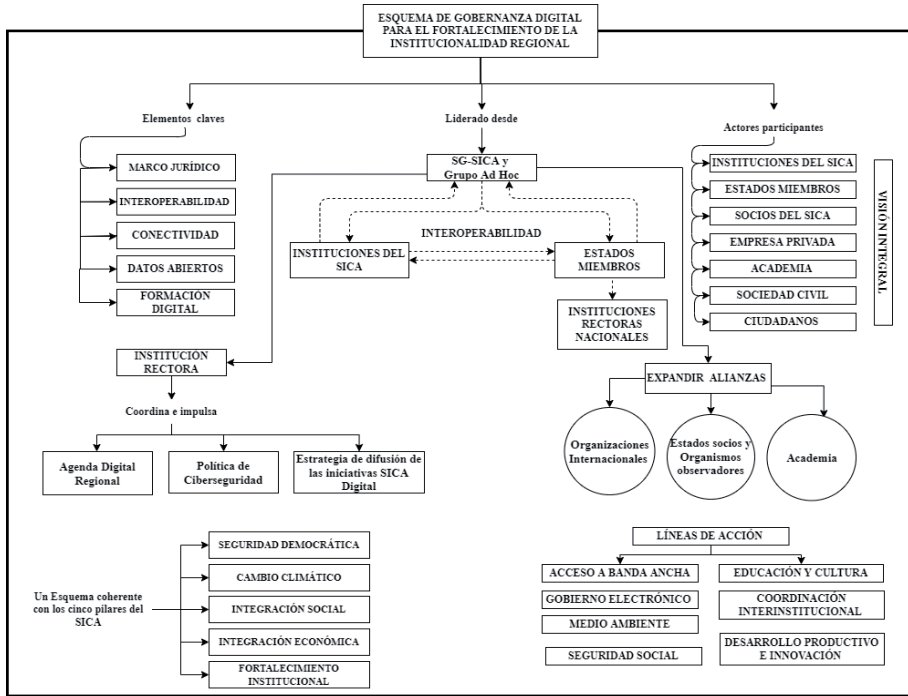 ESQUEMA DE GOBERNANZA DIGITAL
PARA EL FORTALECIMIENTO DE LA
INSTITUCIONALIDAD REGIONAL
Elementos claves
MARCO JURÍDICO
INTEROPERABILIDAD
CONECTIVIDAD
DATOS ABIERTOS
FORMACIÓN
DIGITAL
Liderado desde
SG-SICA y
Grupo Ad Hoc
INTEROPERABILIDAD
INSTITUCIONES DEL
SICA
ESTADOS
MIEMBROS
INSTITUCIONES
RECTORAS
NACIONALES
Actores participantes
INSTITUCIONES DEL SICA
ESTADOS MIEMBROS
SOCIOS DEL SICA
EMPRESA PRIVADA
ACADEMIA
SOCIEDAD CIVIL
CIUDADANOS
VISIÓN INTEGRAL
INSTITUCIÓN
RECTORA
Coordina e impulsa
Agenda Digital
Regional
Política de
Ciberseguridad
Estrategia de difusión de
las iniciativas SICA
Digital
EXPANDIR ALIANZAS
Organizaciones
Internacionales
Estados socios y
Organismos
observadores
Academia
Un Esquema coherente
con los cinco pilares del
SICA
SEGURIDAD DEMOCRÁTICA
CAMBIO CLIMÁTICO
INTEGRACIÓN SOCIAL
INTEGRACIÓN ECONÓMICA
FORTALECIMIENTO
INSTITUCIONAL
LÍNEAS DE ACCIÓN
ACCESO A BANDA ANCHA
GOBIERNO ELECTRÓNICO
MEDIO AMBIENTE
SEGURIDAD SOCIAL
EDUCACIÓN Y CULTURA
COORDINACIÓN
INTERINSTITUCIONAL
DESARROLLO PRODUCTIVO
E INNOVACIÓN